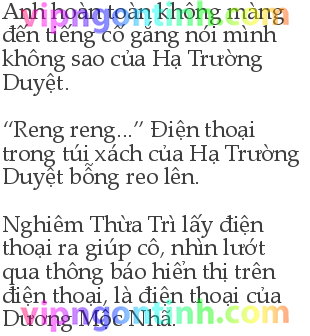 Anh hoàn toàn không màng
đến tiếng cố gắng nói mình
không sao của Hạ Trường
Duyệt.
“Reng reng...” Điện thoại
trong túi xách của Hạ Trường
Duyệt bỗng reo lên.
Nghiêm Thừa Trì lấy điện
thoại ra giúp cô, nhìn lướt
qua thông báo hiển thị trên
điện thoại, là điện thoại của
Dương Mộc Nhã.
vipngontinh.com
vipngontinh.com